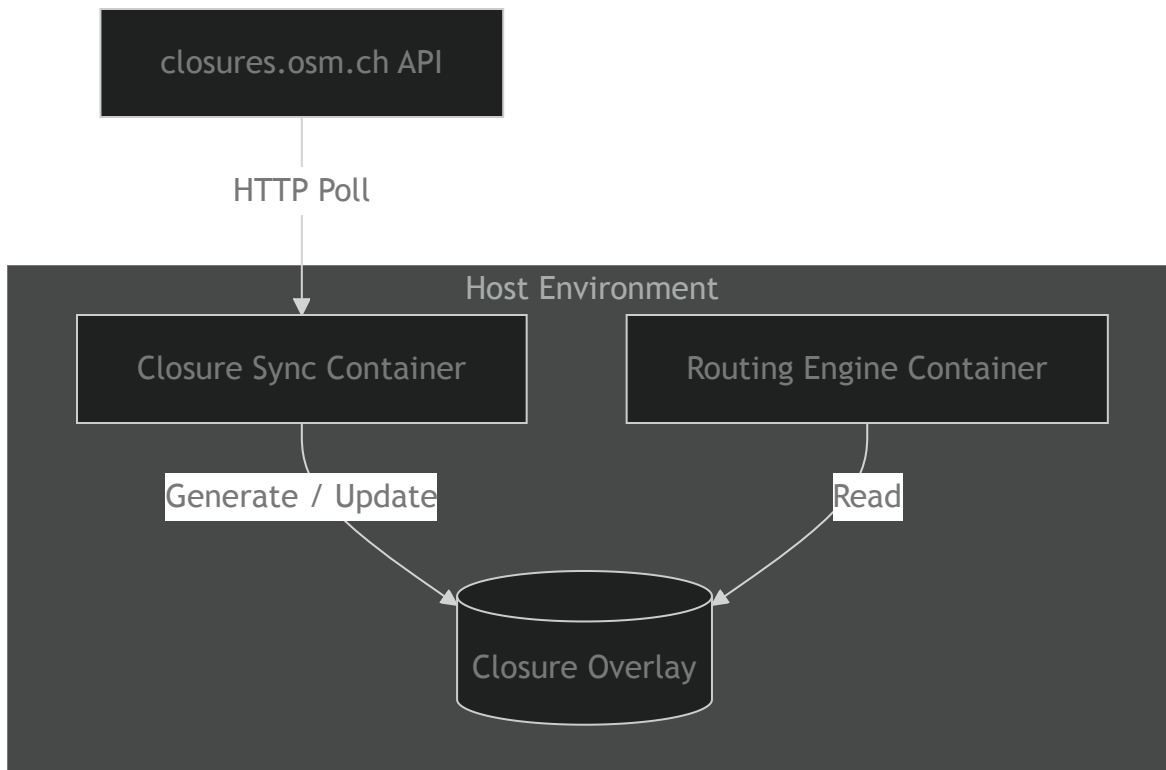 closures.osm.ch API
HTTP Poll
Host Environment
Closure Sync Container
Routing Engine Container
Generate / Update
Read
Closure Overlay